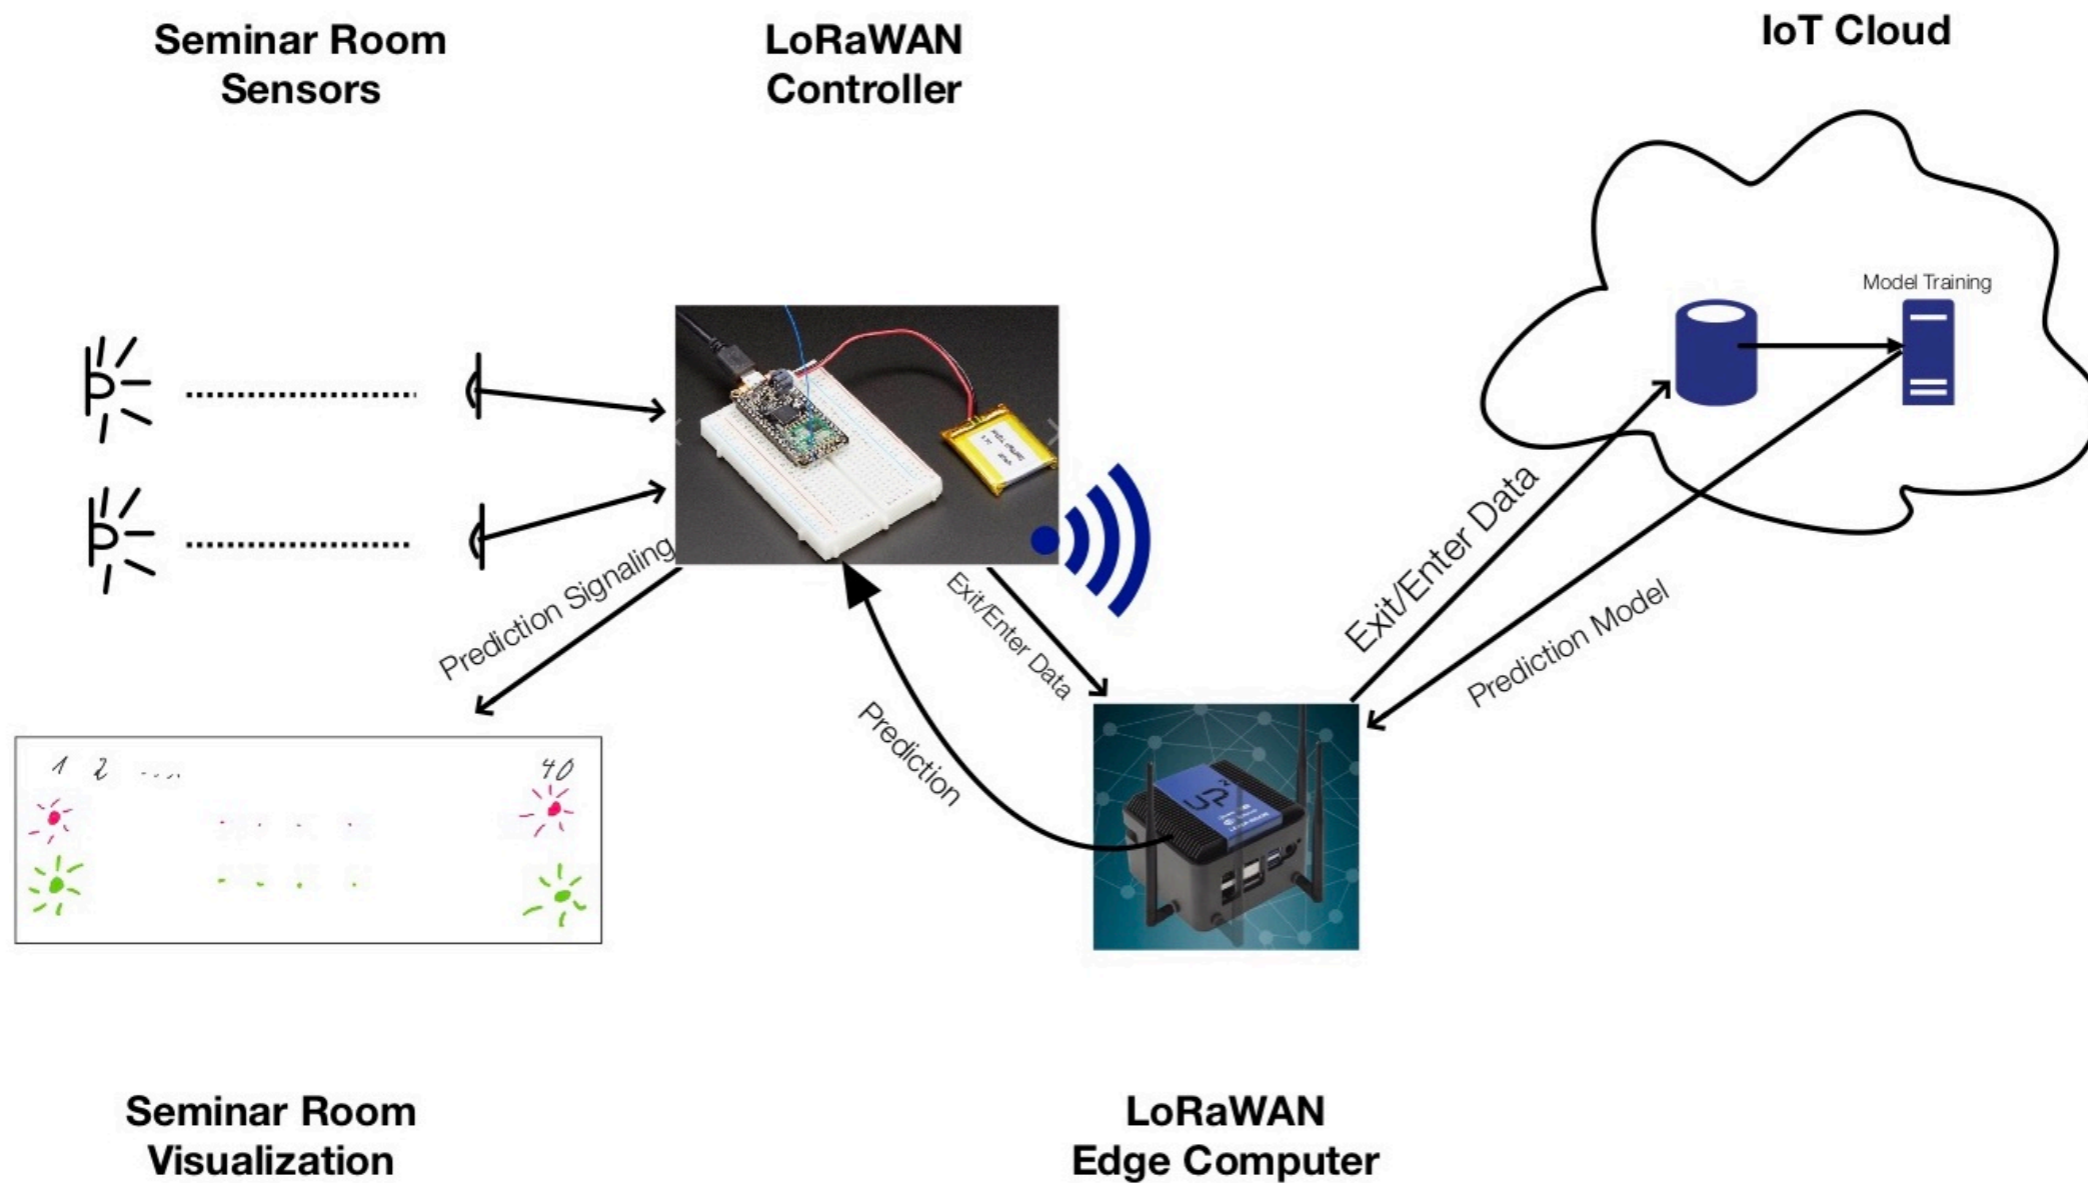 Seminar Room
Sensors
LoRaWAN
Controller
IoT Cloud
Model Training
Prediction Signaling
Exit/Enter Data
Exit/Enter Data
Prediction Model
Prediction
1 2 ..... 40
UP²
Seminar Room
Visualization
LoRaWAN
Edge Computer